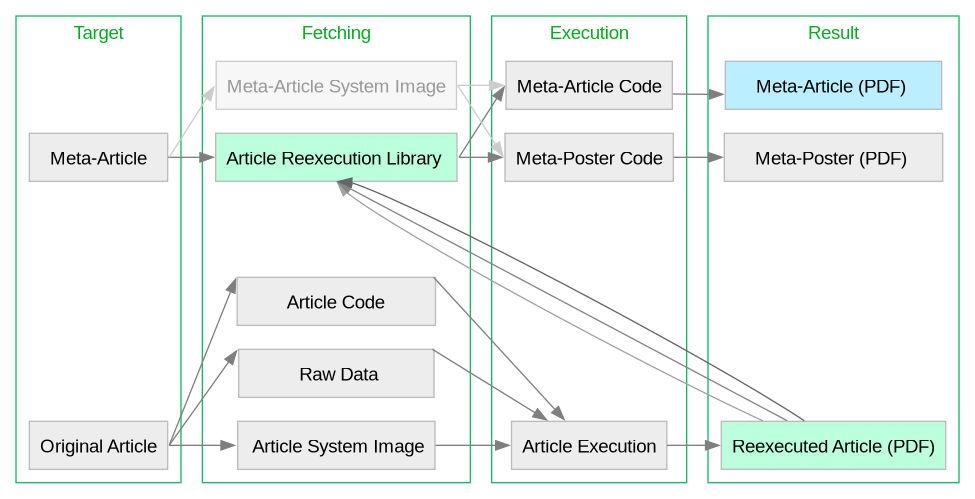 Target
Fetching
Execution
Result
Meta-Article System Image
Meta-Article Code
Meta-Article (PDF)
Meta-Article
Article Reexecution Library
Meta-Poster Code
Meta-Poster (PDF)
Article Code
Raw Data
Original Article
Article System Image
Article Execution
Reexecuted Article (PDF)